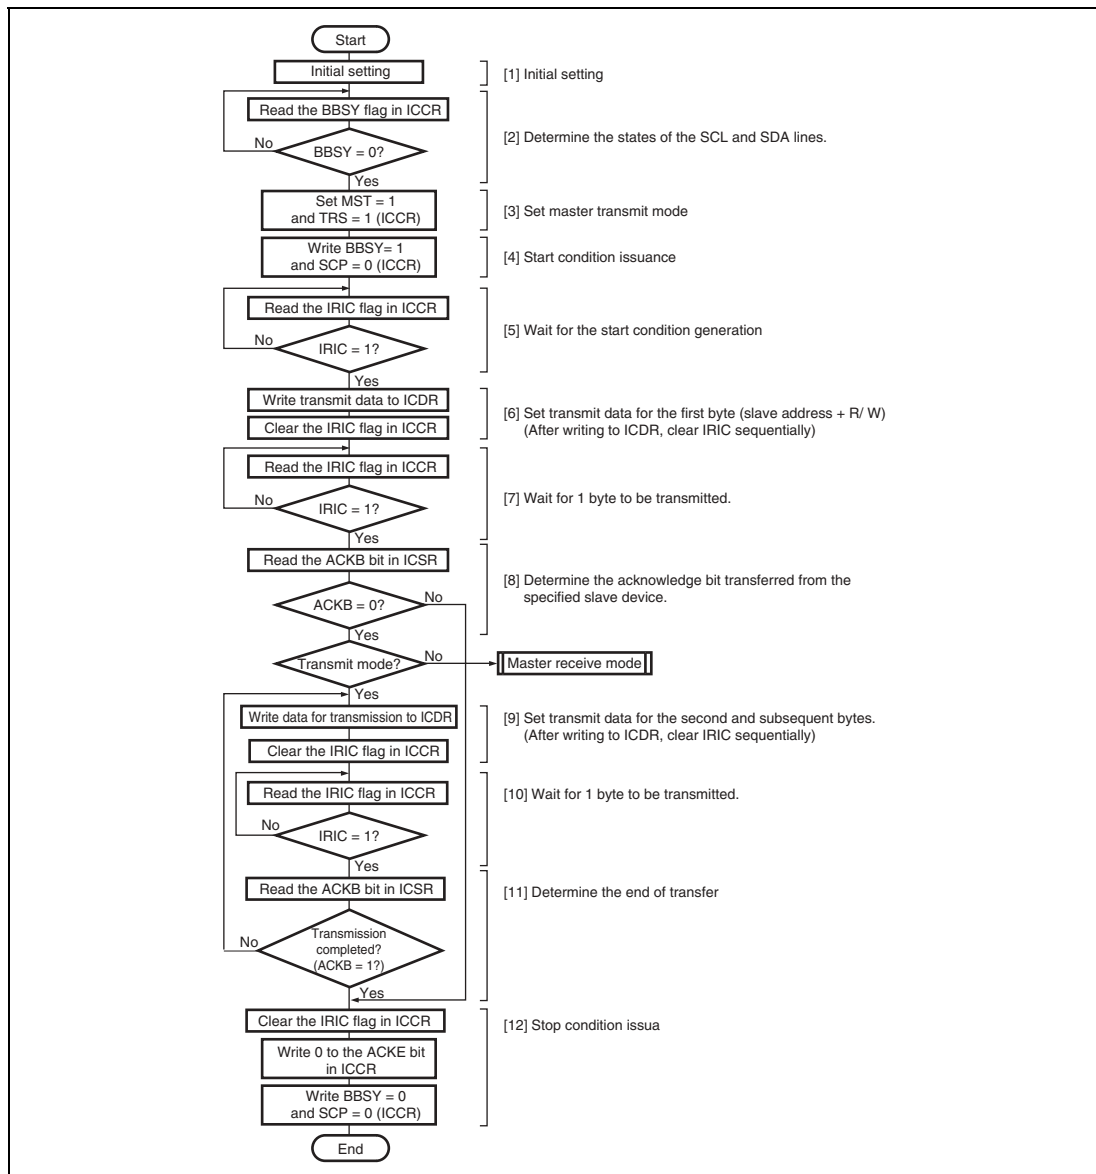 Start
Initial setting
[1] Initial setting
Read the BBSY flag in ICCR
[2] Determine the states of the SCL and SDA lines.
No
BBSY = 0?
Yes
Set MST = 1
and TRS = 1 (ICCR)
[3] Set master transmit mode
Write BBSY= 1
and SCP = 0 (ICCR)
[4] Start condition issuance
Read the IRIC flag in ICCR
[5] Wait for the start condition generation
No
IRIC = 1?
Yes
Write transmit data to ICDR
Clear the IRIC flag in ICCR
[6] Set transmit data for the first byte (slave address + R/ W)
(After writing to ICDR, clear IRIC sequentially)
Read the IRIC flag in ICCR
[7] Wait for 1 byte to be transmitted.
No
IRIC = 1?
Yes
Read the ACKB bit in ICSR
[8] Determine the acknowledge bit transferred from the
specified slave device.
ACKB = 0?
No
Yes
Transmit mode?
No
Master receive mode
Yes
Write data for transmission to ICDR
[9] Set transmit data for the second and subsequent bytes.
(After writing to ICDR, clear IRIC sequentially)
Clear the IRIC flag in ICCR
Read the IRIC flag in ICCR
[10] Wait for 1 byte to be transmitted.
No
IRIC = 1?
Yes
Read the ACKB bit in ICSR
[11] Determine the end of transfer
No
Transmission
completed?
(ACKB = 1?)
Yes
Clear the IRIC flag in ICCR
[12] Stop condition issua
Write 0 to the ACKE bit
in ICCR
Write BBSY = 0
and SCP = 0 (ICCR)
End